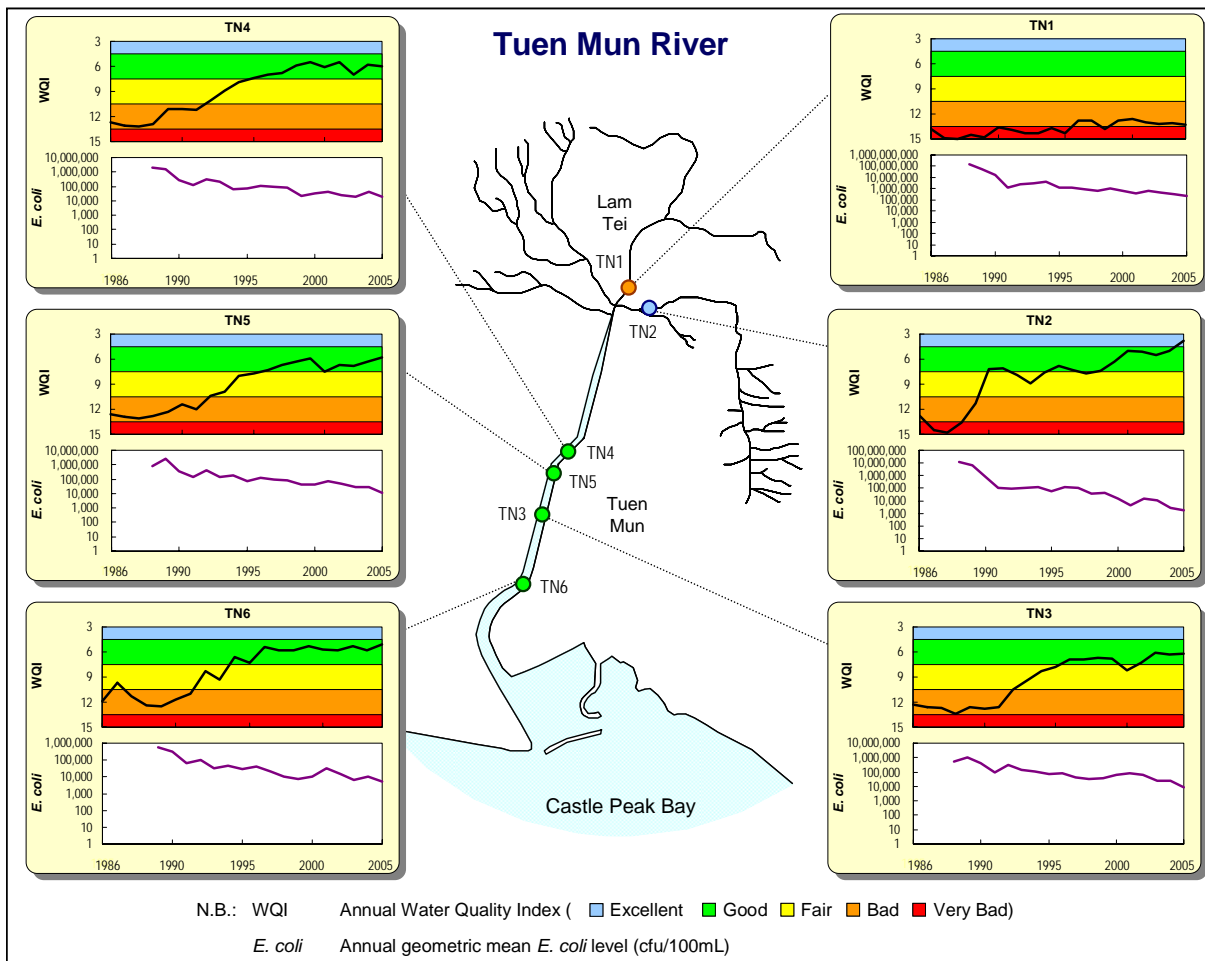 Tuen Mun River
TN4
WQI
3
6
9
12
15
E. coli
10,000,000
1,000,000
100,000
10,000
1,000
100
10
1
1986 1990 1995 2000 2005
TN5
WQI
3
6
9
12
15
E. coli
10,000,000
1,000,000
100,000
10,000
1,000
100
10
1
1986 1990 1995 2000 2005
TN6
WQI
3
6
9
12
15
E. coli
1,000,000
100,000
10,000
1,000
100
10
1
1986 1990 1995 2000 2005
Lam
Tei
TN1
TN2
TN4
TN5
TN3
Tuen
Mun
TN6
Castle Peak Bay
TN1
WQI
3
6
9
12
15
E. coli
1,000,000,000
100,000,000
10,000,000
1,000,000
100,000
10,000
1,000
100
10
1
1986 1990 1995 2000 2005
TN2
WQI
3
6
9
12
15
E. coli
100,000,000
10,000,000
1,000,000
100,000
10,000
1,000
100
10
1
1986 1990 1995 2000 2005
TN3
WQI
3
6
9
12
15
E. coli
10,000,000
1,000,000
100,000
10,000
1,000
100
10
1
1986 1990 1995 2000 2005
N.B.: WQI Annual Water Quality Index ( Excellent Good Fair Bad Very Bad)
E. coli Annual geometric mean E. coli level (cfu/100mL)